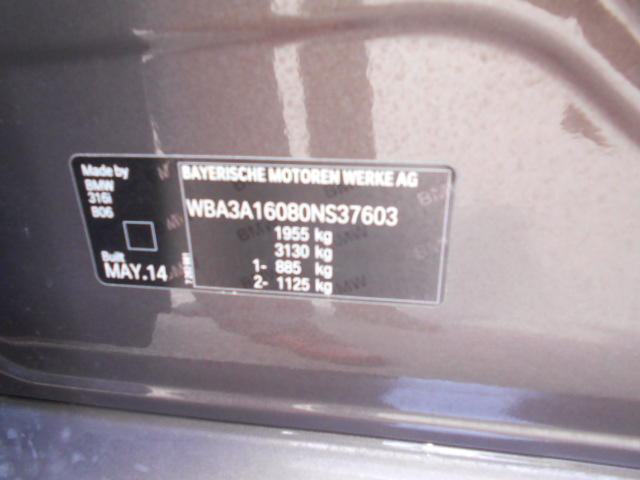 Made by
BMW
316i
B06
Built
MAY.14
BAYERISCHE MOTOREN WERKE AG
WBA3A16080NS37603
1955 kg
3130 kg
1- 885 kg
2- 1125 kg